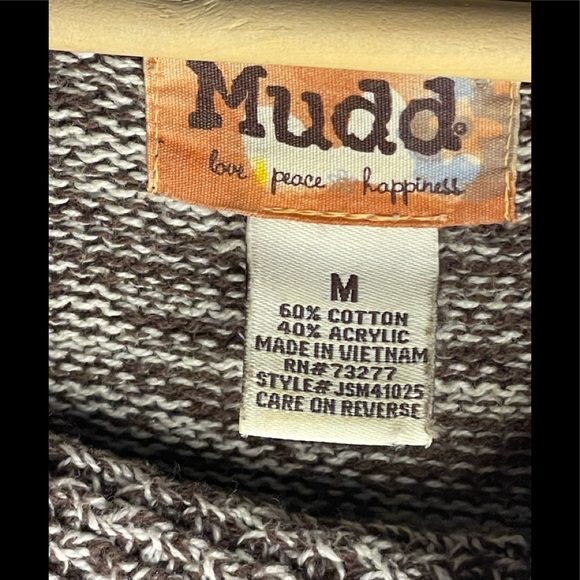 Mudd®
love peace happiness
M
60% COTTON
40% ACRYLIC
MADE IN VIETNAM
RN# 73277
STYLE# JSM41025
CARE ON REVERSE